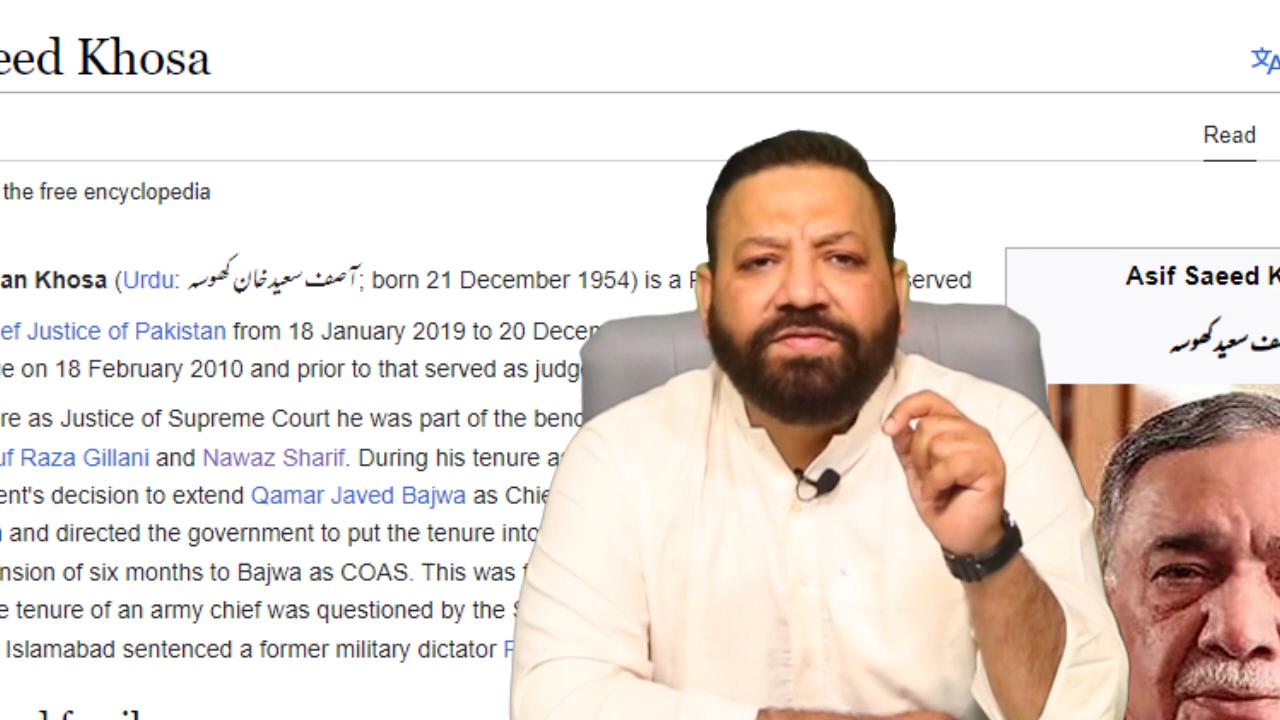 eed Khosa
Read
the free encyclopedia
an Khosa (Urdu: آصف سعید خان کھوسہ; born 21 December 1954) is a P served
ef Justice of Pakistan from 18 January 2019 to 20 Decem
e on 18 February 2010 and prior to that served as judge
re as Justice of Supreme Court he was part of the benc
uf Raza Gillani and Nawaz Sharif. During his tenure as
ent's decision to extend Qamar Javed Bajwa as Chie
and directed the government to put the tenure into
nsion of six months to Bajwa as COAS. This was f
e tenure of an army chief was questioned by the S
Islamabad sentenced a former military dictator P
Asif Saeed K
ف سعید کھوسہ